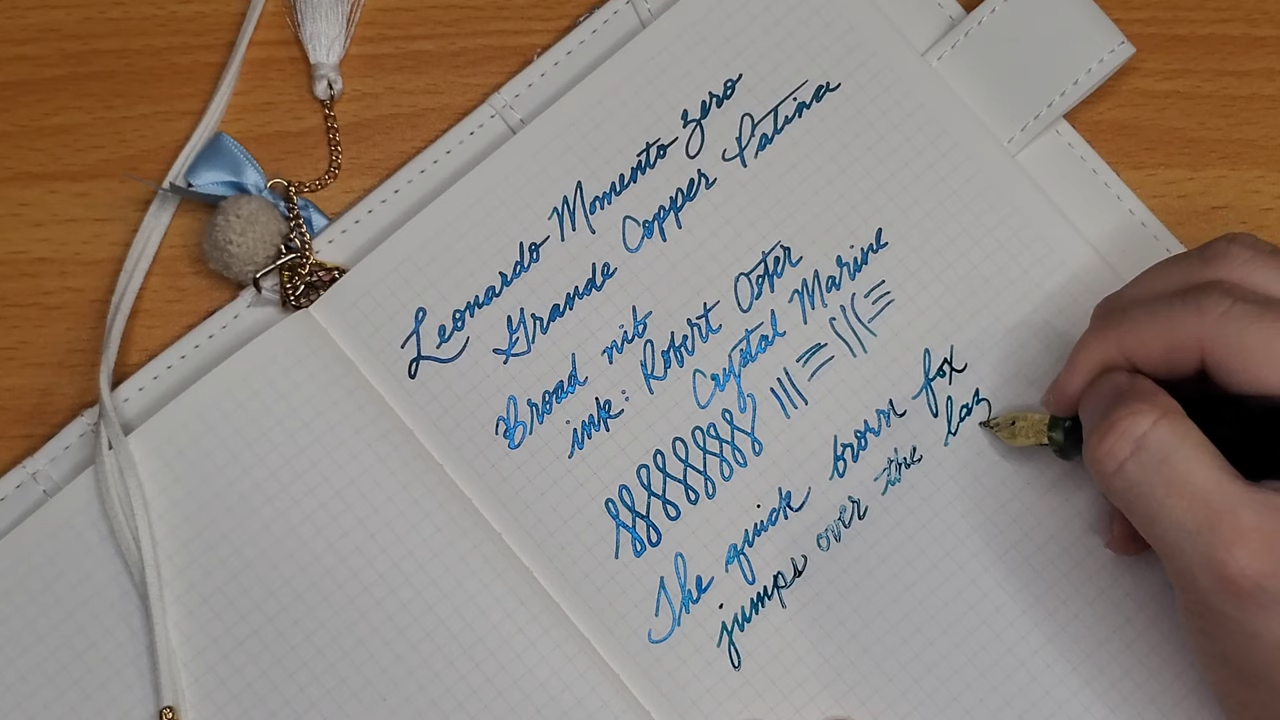 Leonardo Momento zero
Grande Copper Patina
Broad nib
ink: Robert Oster
Crystal Marine
The quick brown fox
jumps over the laz